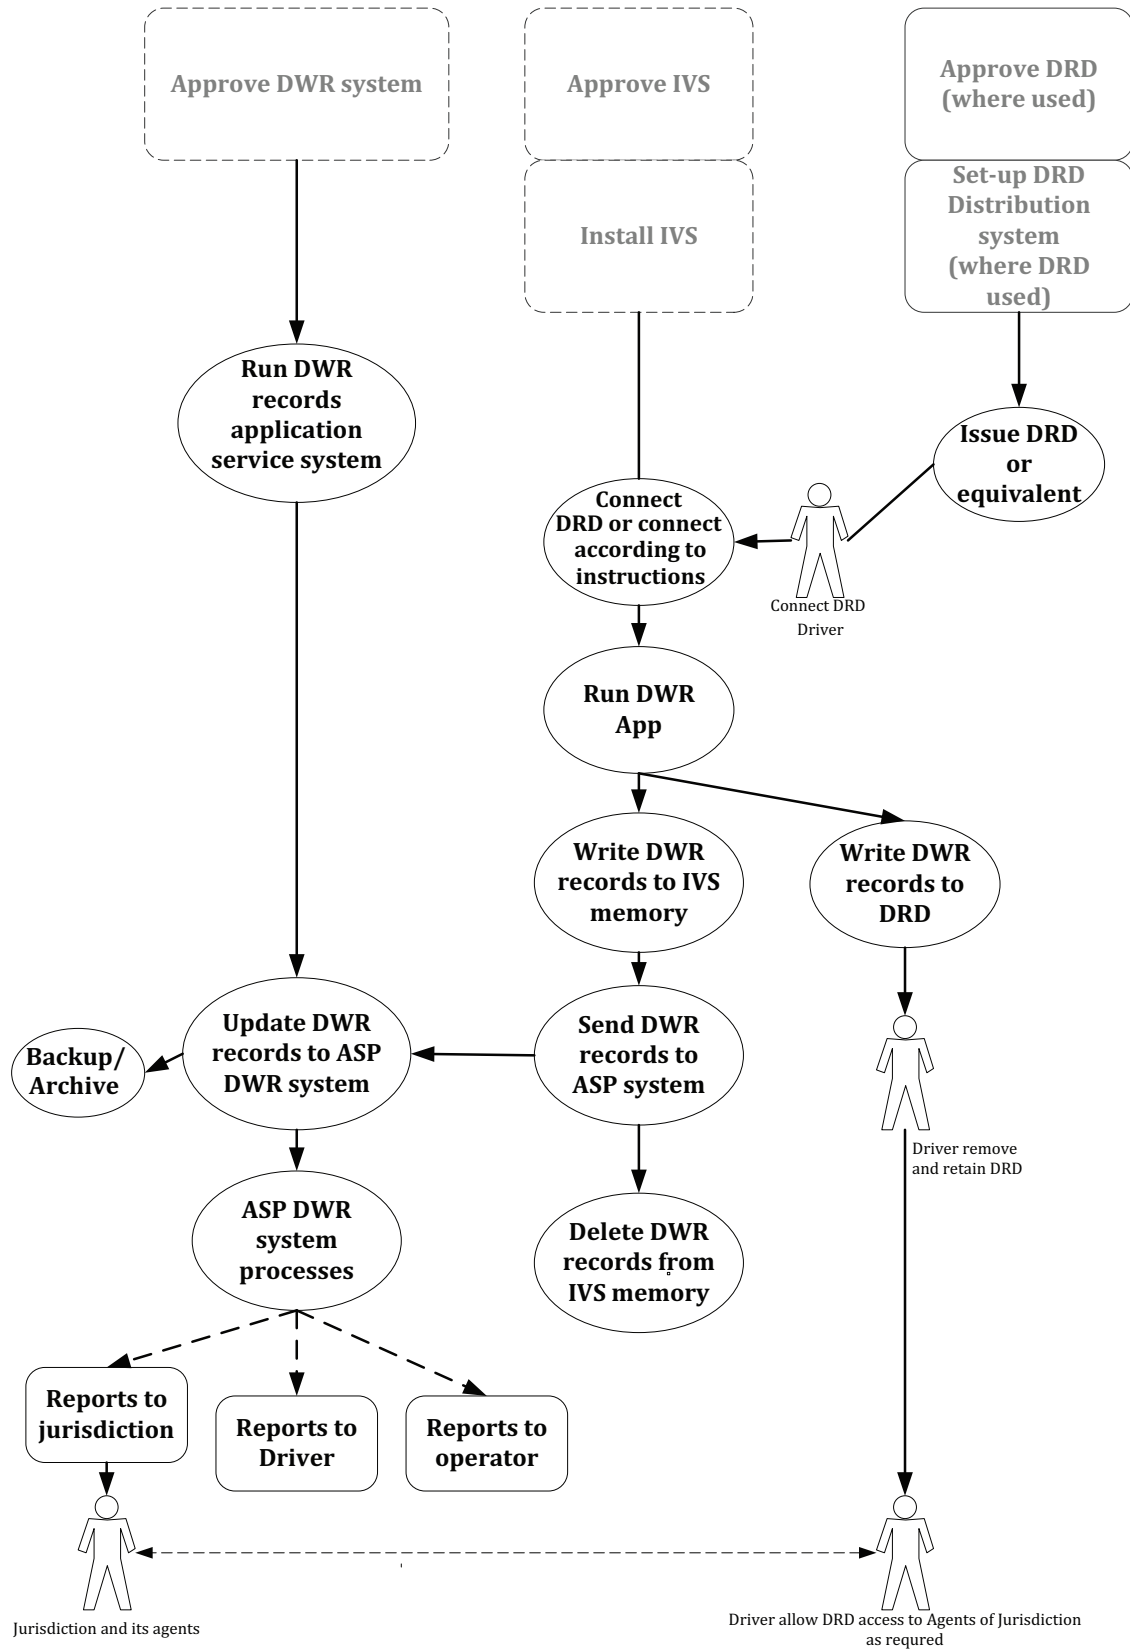 Approve DWR system
Approve IVS
Approve DRD
(where used)
Install IVS
Set-up DRD
Distribution
system
(where DRD
used)
Run DWR
records
application
service system
Issue DRD
or
equivalent
Connect
DRD or connect
according to
instructions
Connect DRD
Driver
Run DWR
App
Write DWR
records to IVS
memory
Write DWR
records to
DRD
Backup/
Archive
Update DWR
records to ASP
DWR system
Send DWR
records to
ASP system
Driver remove
and retain DRD
ASP DWR
system
processes
Delete DWR
records from
IVS memory
Reports to
jurisdiction
Reports to
Driver
Reports to
operator
Jurisdiction and its agents
Driver allow DRD access to Agents of Jurisdiction
as requred